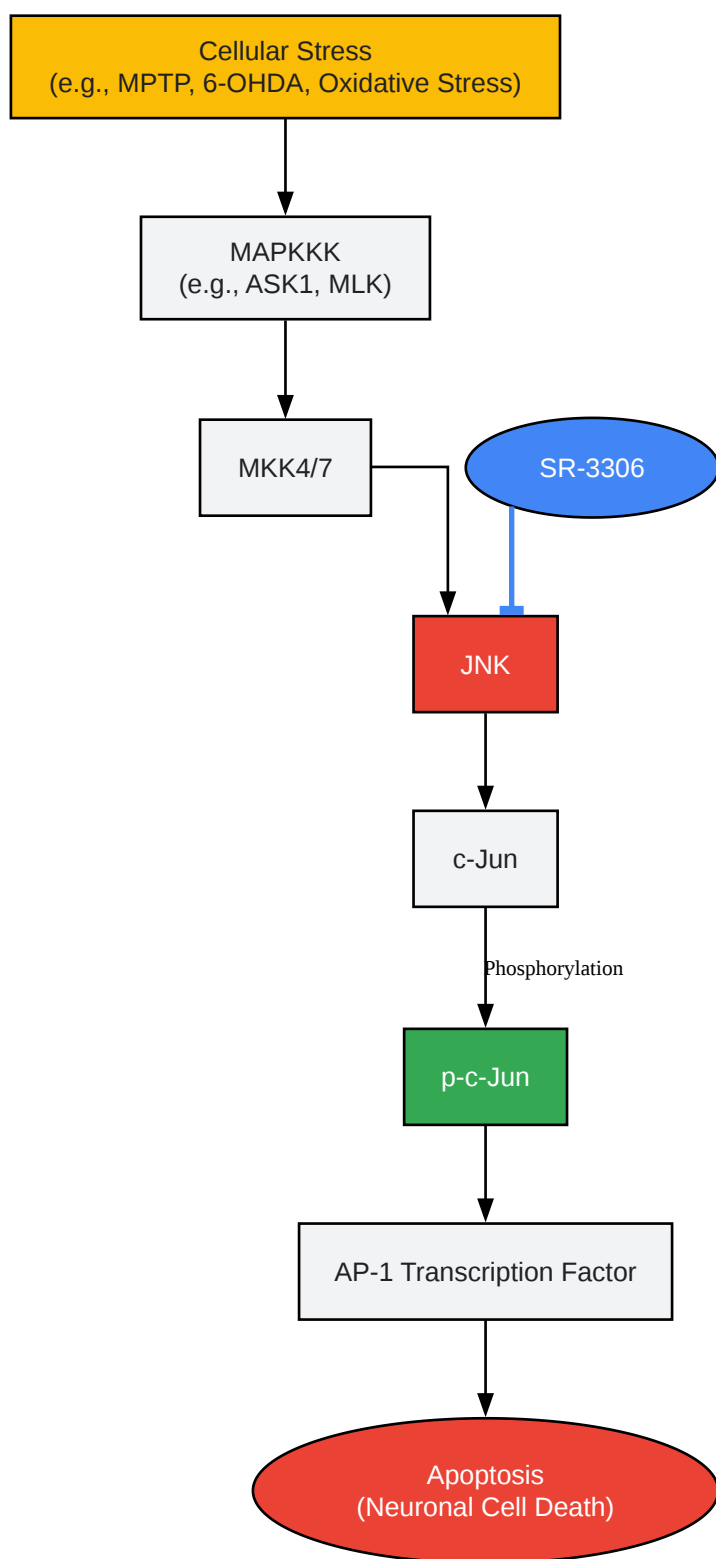 Cellular Stress
(e.g., MPTP, 6-OHDA, Oxidative Stress)
MAPKKK
(e.g., ASK1, MLK)
MKK4/7
SR-3306
JNK
c-Jun
Phosphorylation
p-c-Jun
AP-1 Transcription Factor
Apoptosis
(Neuronal Cell Death)